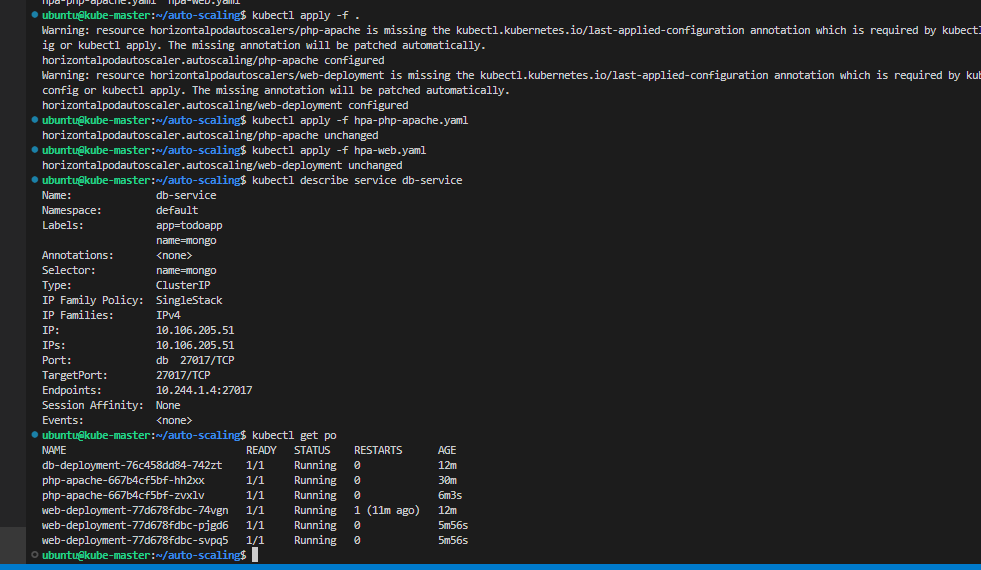 hpa-php-apache.yaml  hpa-web.yaml
ubuntu@kube-master:~/auto-scaling$ kubectl apply -f .
Warning: resource horizontalpodautoscalers/php-apache is missing the kubectl.kubernetes.io/last-applied-configuration annotation which is required by kubectl
ig or kubectl apply. The missing annotation will be patched automatically.
horizontalpodautoscaler.autoscaling/php-apache configured
Warning: resource horizontalpodautoscalers/web-deployment is missing the kubectl.kubernetes.io/last-applied-configuration annotation which is required by
config or kubectl apply. The missing annotation will be patched automatically.
horizontalpodautoscaler.autoscaling/web-deployment configured
ubuntu@kube-master:~/auto-scaling$ kubectl apply -f hpa-php-apache.yaml
horizontalpodautoscaler.autoscaling/php-apache unchanged
ubuntu@kube-master:~/auto-scaling$ kubectl apply -f hpa-web.yaml
horizontalpodautoscaler.autoscaling/web-deployment unchanged
ubuntu@kube-master:~/auto-scaling$ kubectl describe service db-service
Name:              db-service
Namespace:         default
Labels:            app=todoapp
                   name=mongo
Annotations:       <none>
Selector:          name=mongo
Type:              ClusterIP
IP Family Policy:  SingleStack
IP Families:       IPv4
IP:                10.106.205.51
IPs:               10.106.205.51
Port:              db  27017/TCP
TargetPort:        27017/TCP
Endpoints:         10.244.1.4:27017
Session Affinity:  None
Events:            <none>
ubuntu@kube-master:~/auto-scaling$ kubectl get po
NAME                              READY   STATUS    RESTARTS      AGE
db-deployment-76c458dd84-742zt    1/1     Running   0             12m
php-apache-667b4cf5bf-hh2xx       1/1     Running   0             30m
php-apache-667b4cf5bf-zvxlv       1/1     Running   0             6m3s
web-deployment-77d678fdbc-74vgn   1/1     Running   1 (11m ago)   12m
web-deployment-77d678fdbc-pjgd6   1/1     Running   0             5m56s
web-deployment-77d678fdbc-svpq5   1/1     Running   0             5m56s
ubuntu@kube-master:~/auto-scaling$